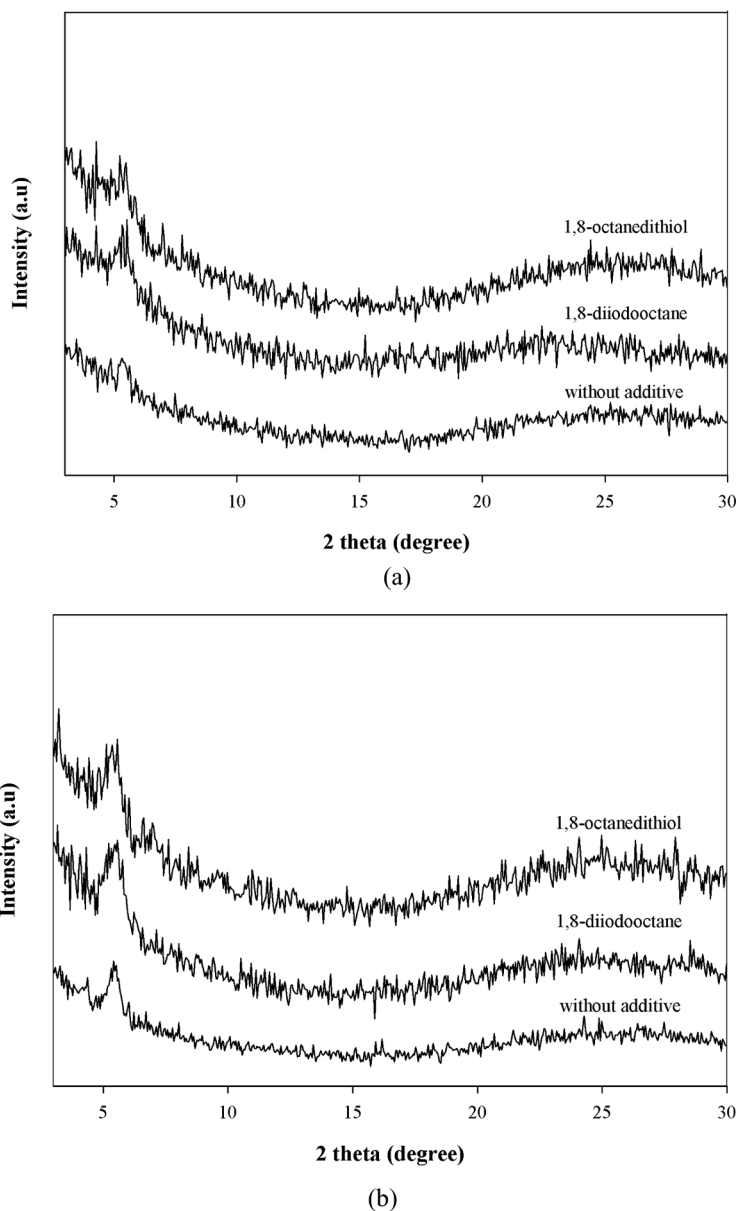 Intensity (a.u)
1,8-octanedithiol
1,8-diiodooctane
without additive
5 10 15 20 25 30
2 theta (degree)
(a)
Intensity (a.u)
1,8-octanedithiol
1,8-diiodooctane
without additive
5 10 15 20 25 30
2 theta (degree)
(b)